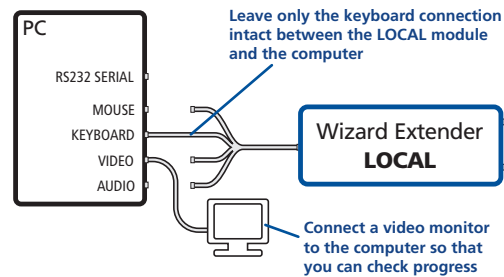 Leave only the keyboard connection
intact between the LOCAL module
and the computer
PC
RS232 SERIAL
MOUSE
KEYBOARD
VIDEO
AUDIO
Wizard Extender
LOCAL
Connect a video monitor
to the computer so that
you can check progress